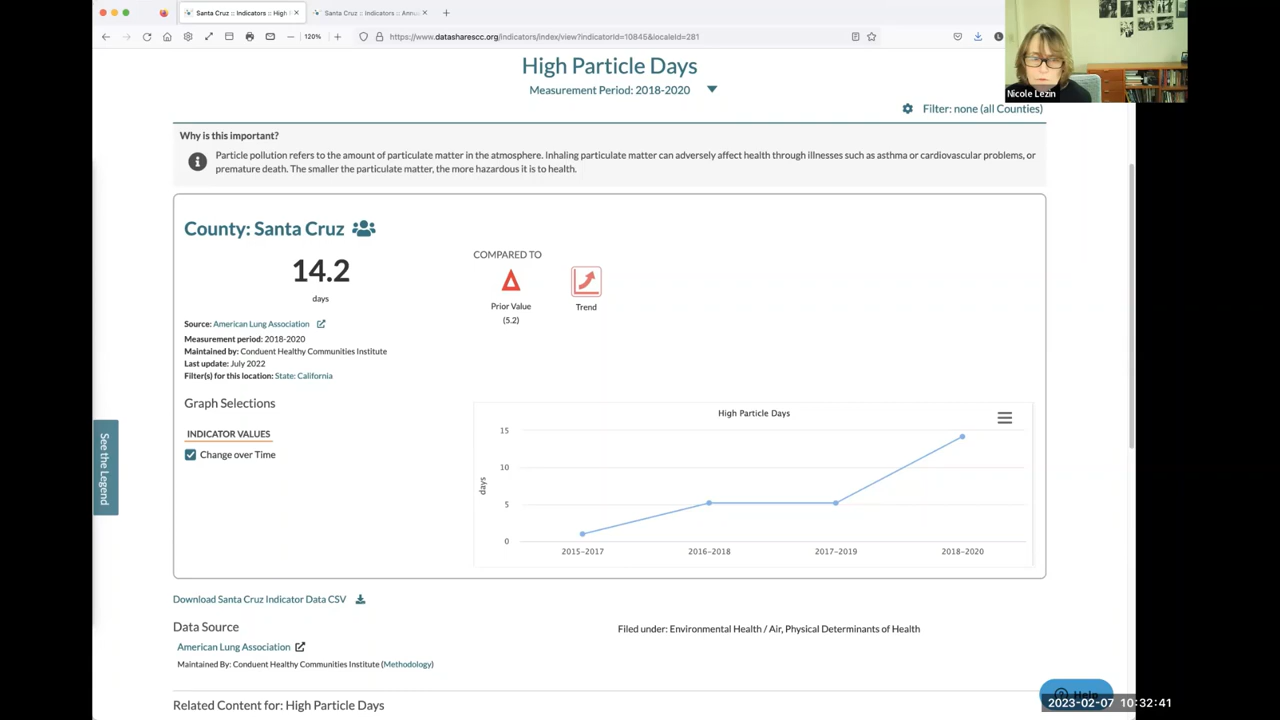 Santa Cruz :: Indicators :: High
Santa Cruz :: Indicators :: Annu
120%
https://www.datasharescc.org/indicators/index/view?indicatorId=10845&localeId=281
High Particle Days
Measurement Period: 2018-2020
Nicole Lezin
Filter: none (all Counties)
Why is this important?
Particle pollution refers to the amount of particulate matter in the atmosphere. Inhaling particulate matter can adversely affect health through illnesses such as asthma or cardiovascular problems, or
premature death. The smaller the particulate matter, the more hazardous it is to health.
County: Santa Cruz
14.2
days
COMPARED TO
Prior Value
(5.2)
Trend
Source: American Lung Association
Measurement period: 2018-2020
Maintained by: Conduent Healthy Communities Institute
Last update: July 2022
Filter(s) for this location: State: California
Graph Selections
INDICATOR VALUES
Change over Time
See the Legend
High Particle Days
15
10
5
0
days
2015-2017
2016-2018
2017-2019
2018-2020
Download Santa Cruz Indicator Data CSV
Data Source
American Lung Association
Maintained By: Conduent Healthy Communities Institute (Methodology)
Filed under: Environmental Health / Air, Physical Determinants of Health
Related Content for: High Particle Days
Help
2023-02-07 10:32:41